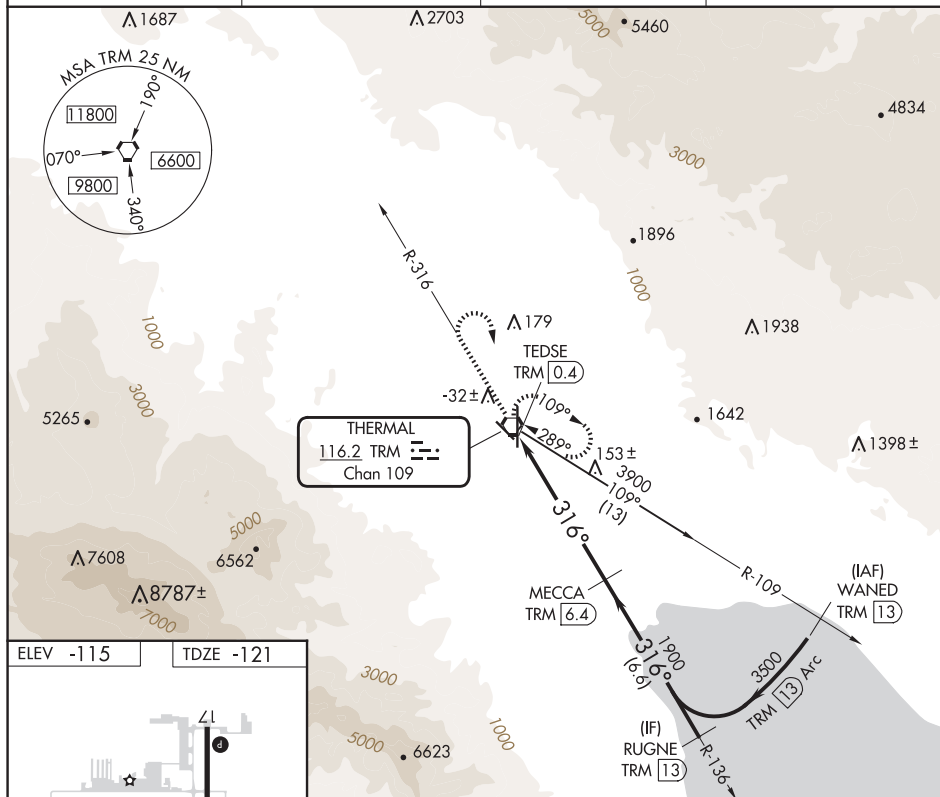 1687
2703
5000
5460
MSA TRM 25 NM
190°
11800
070°
6600
9800
340°
4834
3000
1896
1000
R-316
179
1938
TEDSE
TRM 0.4
1000
3000
-32±
109°
289°
5265
1642
THERMAL
116.2 TRM
Chan 109
153±
3900
109°
(13)
1398±
316°
5000
7608
6562
8787±
7000
MECCA
TRM 6.4
R-109
(IAF)
WANED
TRM 13
1900
316°
(6.6)
3500
TRM 13 Arc
ELEV -115
TDZE -121
3000
5000
6623
1000
(IF)
RUGNE
TRM 13
R-136
17
P